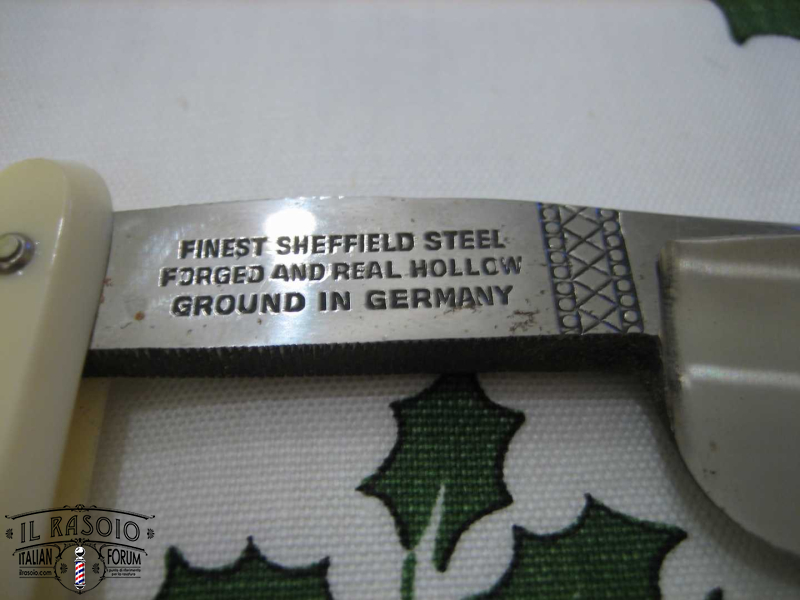 FINEST SHEFFIELD STEEL
FORGED AND REAL HOLLOW
GROUND IN GERMANY
IL RASOIO
ITALIAN FORUM
ilrasoio.com